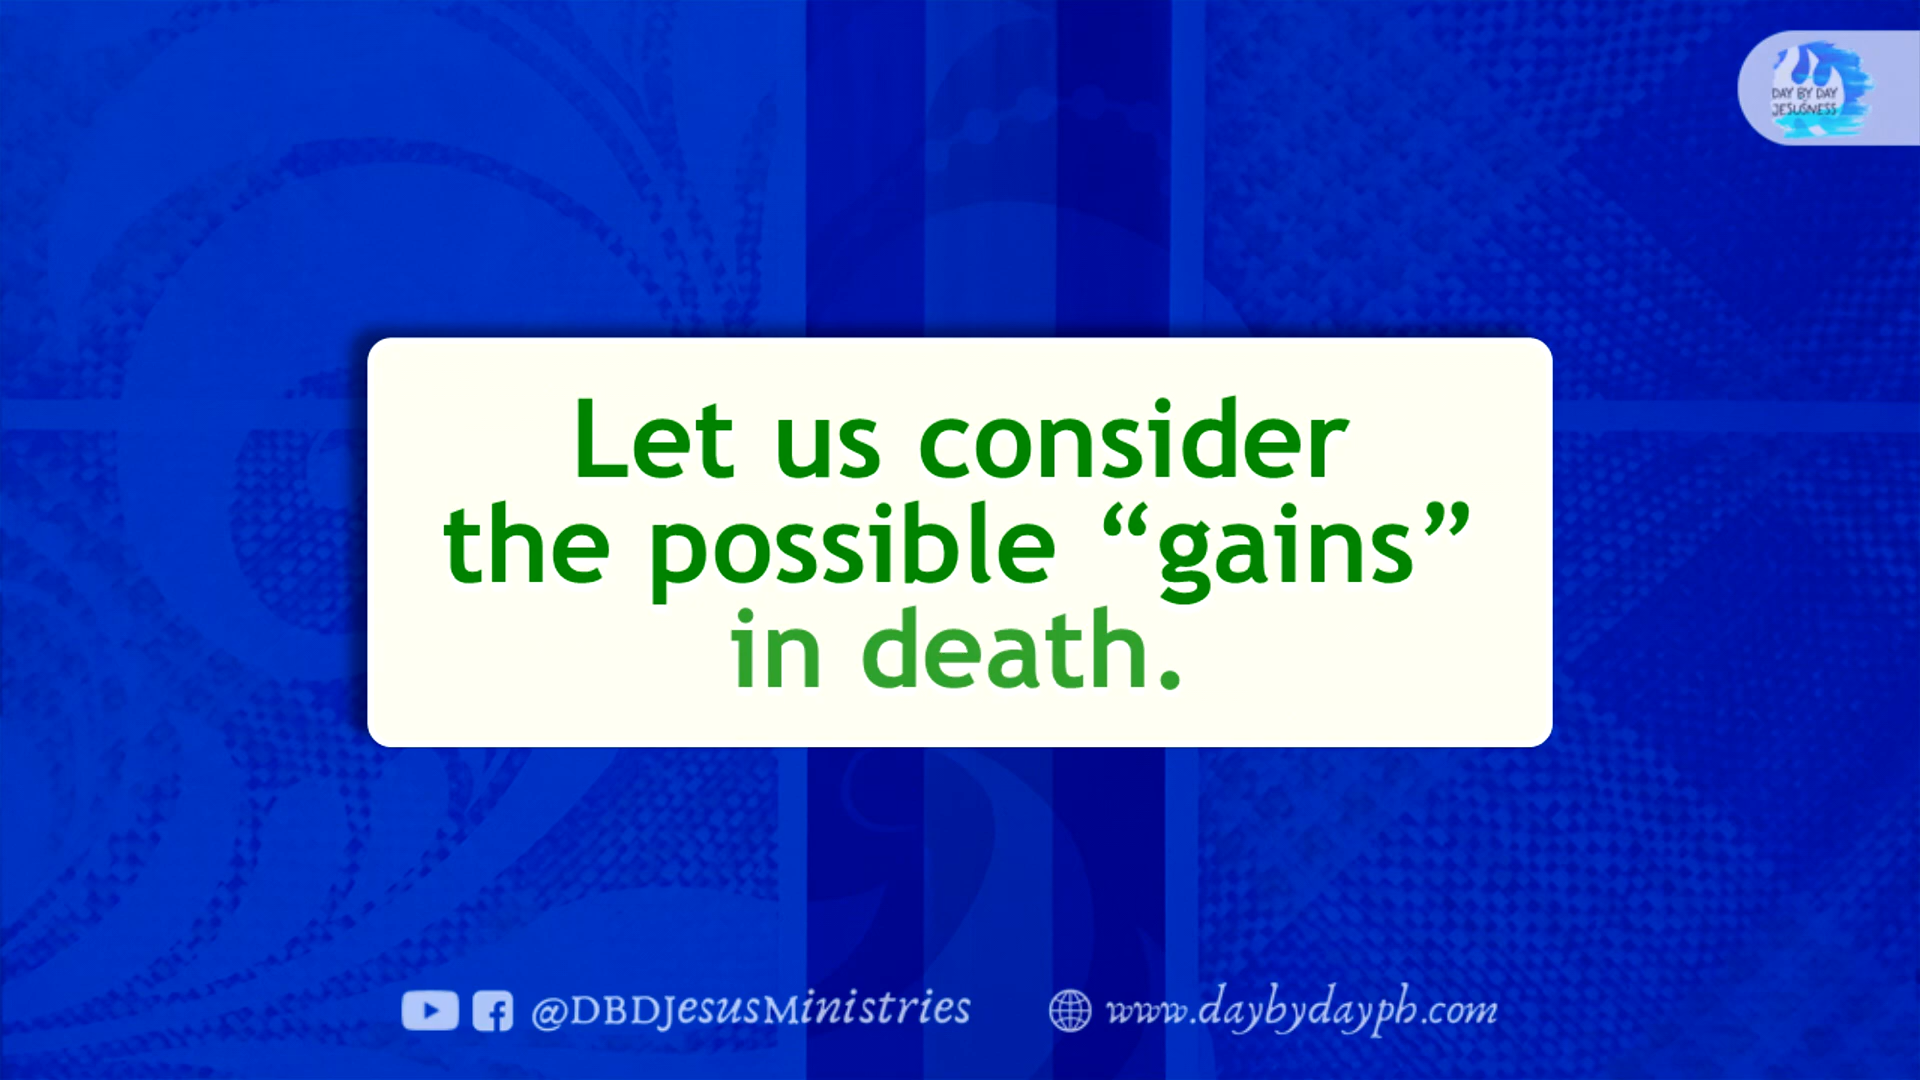 DAY BY DAY
JESUSNESS
Let us consider
the possible “gains”
in death.
@DBDJesusMinistries
www.daybydayph.com